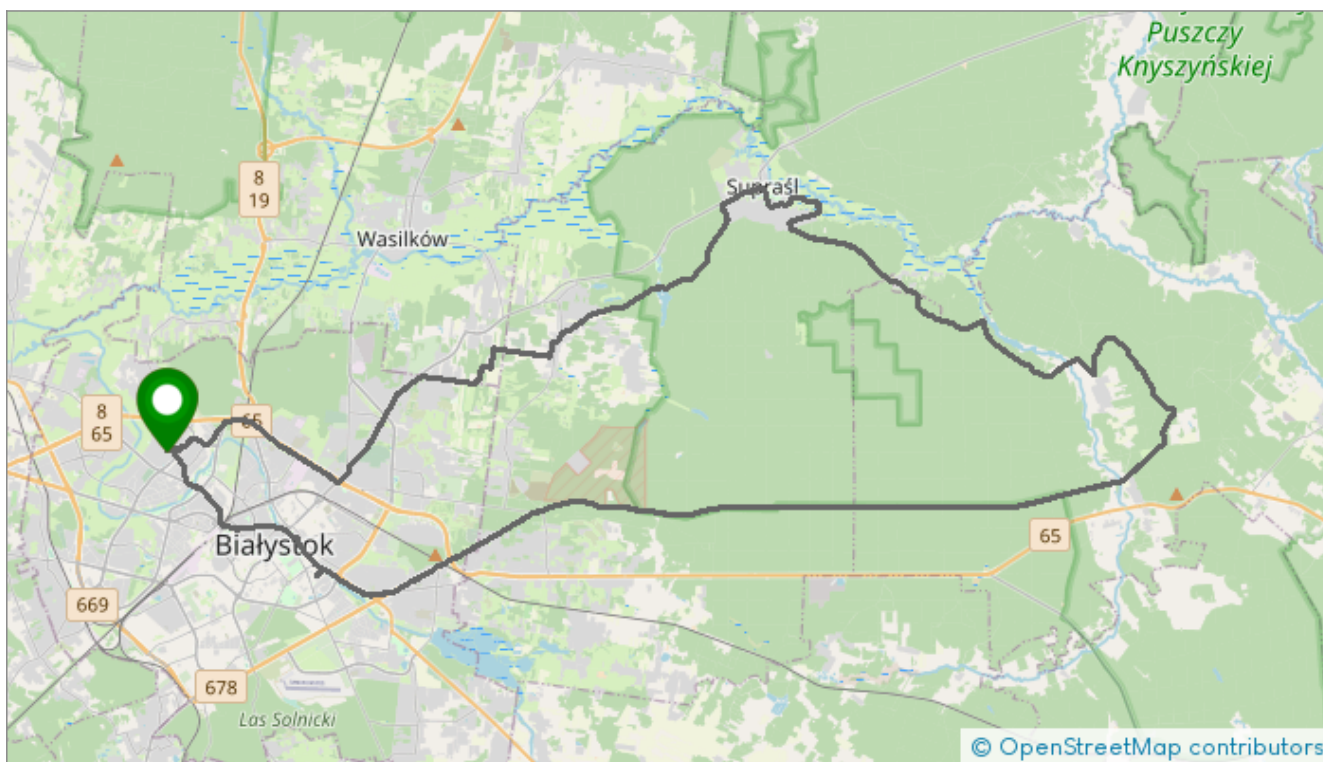 Puszczy
Knyszyńskiej
8
19
Supraśl
Wasilków
8
65
65
Białystok
65
669
678
Las Solnicki
© OpenStreetMap contributors